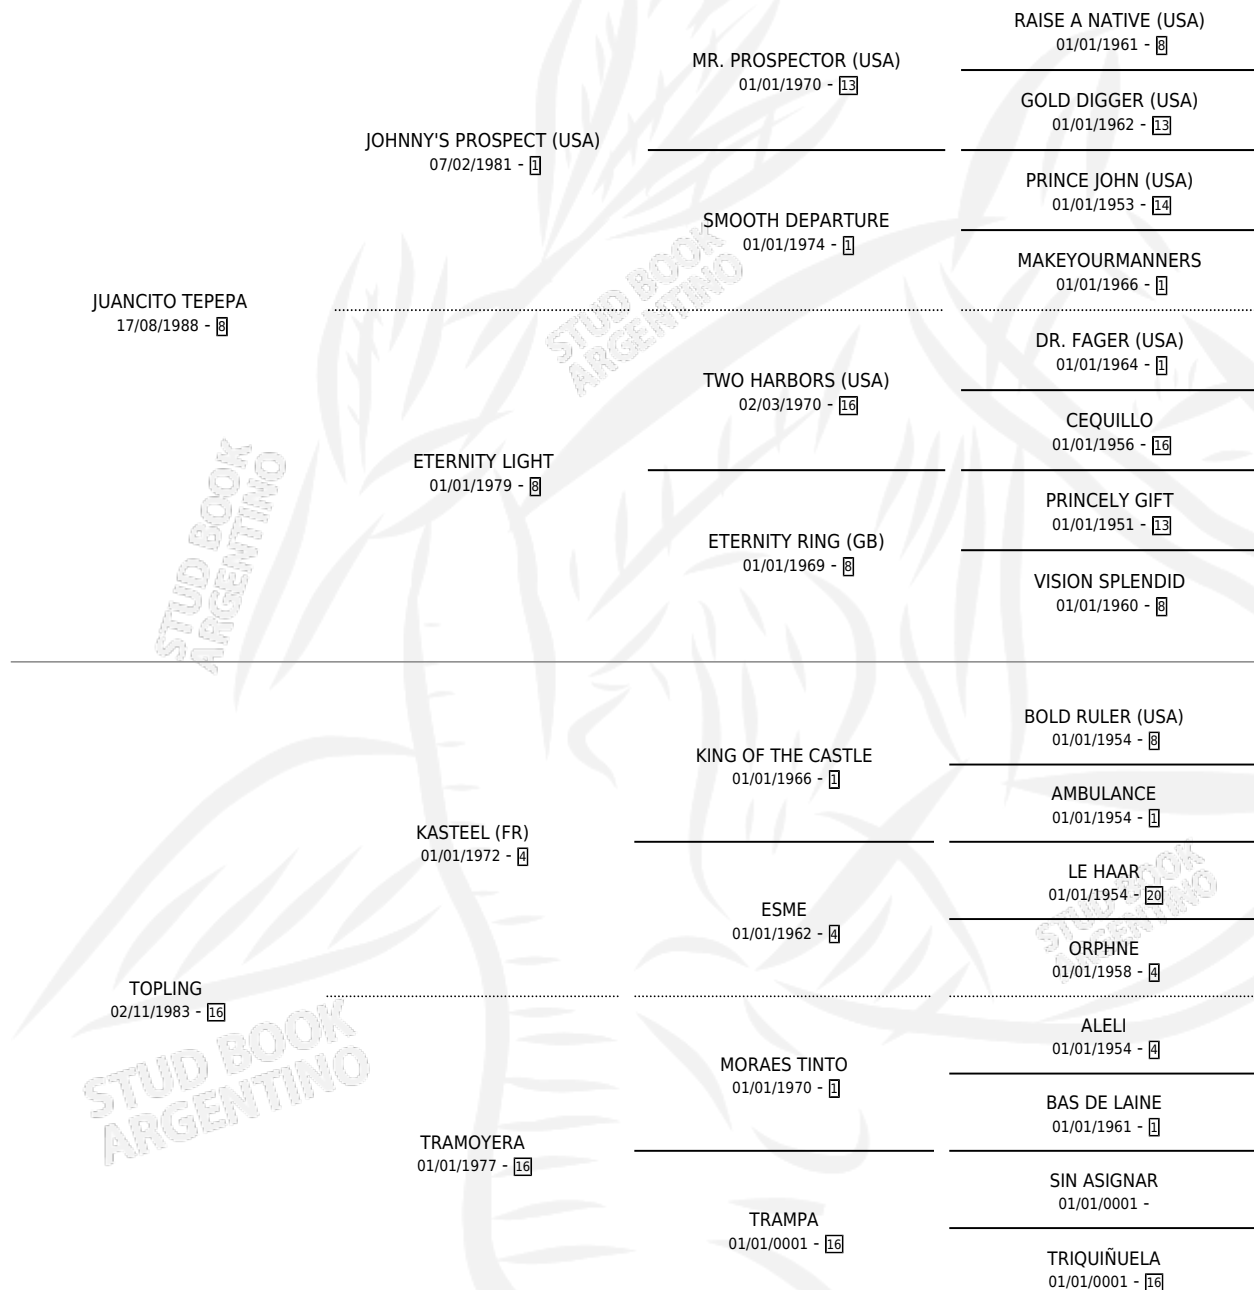 RAISE A NATIVE (USA)
01/01/1961 - 8
MR. PROSPECTOR (USA)
01/01/1970 - 13
GOLD DIGGER (USA)
01/01/1962 - 13
JOHNNY'S PROSPECT (USA)
07/02/1981 - 1
PRINCE JOHN (USA)
01/01/1953 - 14
SMOOTH DEPARTURE
01/01/1974 - 1
MAKEYOURMANNERS
01/01/1966 - 1
JUANCITO TEPEPA
17/08/1988 - 8
DR. FAGER (USA)
01/01/1964 - 1
TWO HARBORS (USA)
02/03/1970 - 16
CEQUILLO
01/01/1956 - 16
ETERNITY LIGHT
01/01/1979 - 8
PRINCELY GIFT
01/01/1951 - 13
ETERNITY RING (GB)
01/01/1969 - 8
VISION SPLENDID
01/01/1960 - 8
BOLD RULER (USA)
01/01/1954 - 8
KING OF THE CASTLE
01/01/1966 - 1
AMBULANCE
01/01/1954 - 1
KASTEEL (FR)
01/01/1972 - 4
LE HAAR
01/01/1954 - 20
ESME
01/01/1962 - 4
ORPHNE
01/01/1958 - 4
TOPLING
02/11/1983 - 16
ALELI
01/01/1954 - 4
MORAES TINTO
01/01/1970 - 1
BAS DE LAINE
01/01/1961 - 1
TRAMOYERA
01/01/1977 - 16
SIN ASIGNAR
01/01/0001 -
TRAMPA
01/01/0001 - 16
TRIQUIÑUELA
01/01/0001 - 16
STUD BOOK
ARGENTINO
STUD BOOK
ARGENTINO
STUD BOOK
ARGENTINO
STUD BOOK
ARGENTINO